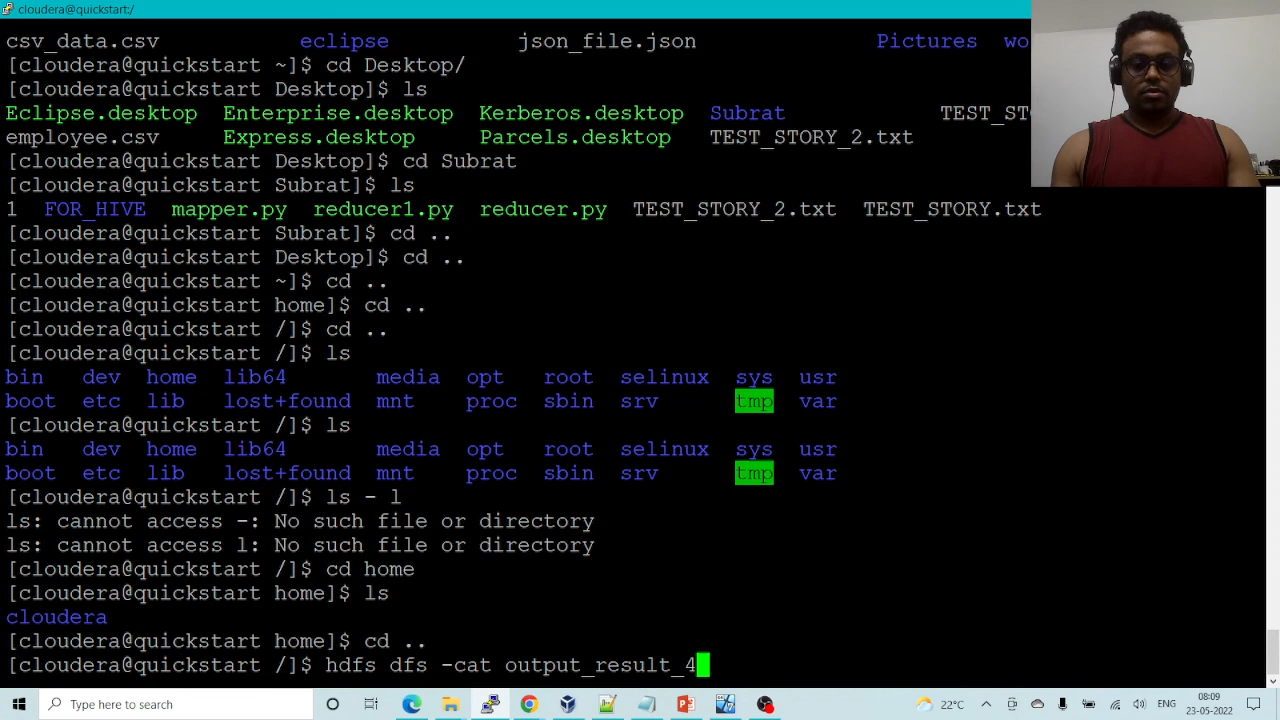 cloudera@quickstart:/
csv_data.csv eclipse json_file.json Pictures
[cloudera@quickstart ~]$ cd Desktop/
[cloudera@quickstart Desktop]$ ls
Eclipse.desktop Enterprise.desktop Kerberos.desktop Subrat
employee.csv Express.desktop Parcels.desktop TEST_STORY_2.txt
[cloudera@quickstart Desktop]$ cd Subrat
[cloudera@quickstart Subrat]$ ls
1 FOR_HIVE mapper.py reducer1.py reducer.py TEST_STORY_2.txt TEST_STORY.txt
[cloudera@quickstart Subrat]$ cd ..
[cloudera@quickstart Desktop]$ cd ..
[cloudera@quickstart ~]$ cd ..
[cloudera@quickstart home]$ cd ..
[cloudera@quickstart /]$ cd ..
[cloudera@quickstart /]$ ls
bin dev home lib64 media opt root selinux sys usr
boot etc lib lost+found mnt proc sbin srv tmp var
[cloudera@quickstart /]$ ls
bin dev home lib64 media opt root selinux sys usr
boot etc lib lost+found mnt proc sbin srv tmp var
[cloudera@quickstart /]$ ls - l
ls: cannot access -: No such file or directory
ls: cannot access l: No such file or directory
[cloudera@quickstart /]$ cd home
[cloudera@quickstart home]$ ls
cloudera
[cloudera@quickstart home]$ cd ..
[cloudera@quickstart /]$ hdfs dfs -cat output_result_4
Type here to search
22°C
08:09
23-05-2022